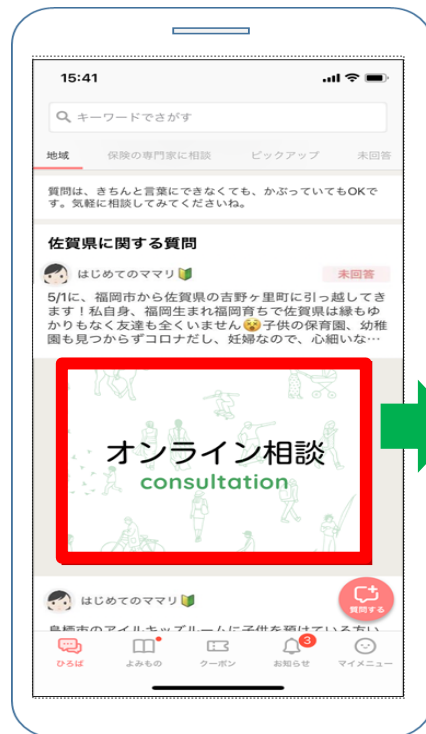 15:41
キーワードでさがす
地域 保険の専門家に相談 ピックアップ 未回答
質問は、きちんと言葉にできなくても、かぶっていてもOKで
す。気軽に相談してみてくださいね。
佐賀県に関する質問
はじめてのママリ🔰 未回答
5/1に、福岡市から佐賀県の吉野ヶ里町に引っ越してき
ます！私自身、福岡生まれ福岡育ちで佐賀県は縁もゆ
かりもなく友達も全くいません😵子供の保育園、幼稚
園も見つからずコロナだし、妊婦なので、心細いな…
オンライン相談
consultation
はじめてのママリ🔰
質問する
鳥栖市のアイルキッズルームに子供を預けている方い
3
ひろば よみもの クーポン お知らせ マイメニュー